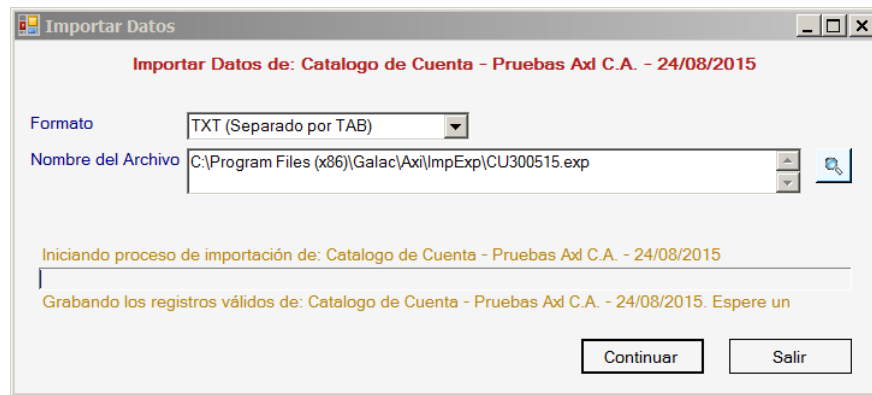 Importar Datos
Importar Datos de: Catalogo de Cuenta - Pruebas Axl C.A. - 24/08/2015
Formato
TXT (Separado por TAB)
Nombre del Archivo
C:\Program Files (x86)\Galac\Axi\ImpExp\CU300515.exp
Iniciando proceso de importación de: Catalogo de Cuenta - Pruebas Axl C.A. - 24/08/2015
Grabando los registros válidos de: Catalogo de Cuenta - Pruebas Axl C.A. - 24/08/2015. Espere un
Continuar
Salir